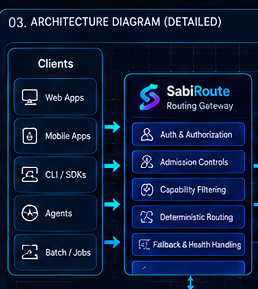 03. ARCHITECTURE DIAGRAM (DETAILED)
Clients
Web Apps
Mobile Apps
CLI / SDKs
Agents
Batch / Jobs
SabiRoute
Routing Gateway
Auth & Authorization
Admission Controls
Capability Filtering
Deterministic Routing
Fallback & Health Handling